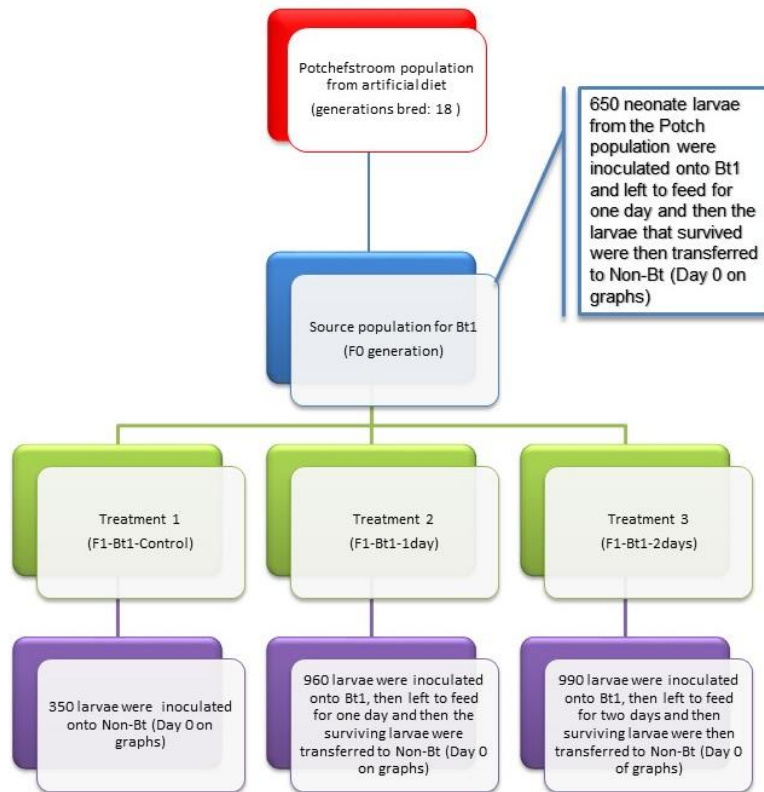 Potchefstroom population
from artificial diet
(generations bred: 18 )
650 neonate larvae
from the Potch
population were
inoculated onto Bt1
and left to feed for
one day and then the
larvae that survived
were then transferred
to Non-Bt (Day 0 on
graphs)
Source population for Bt1
(F0 generation)
Treatment 1
(F1-Bt1-Control)
Treatment 2
(F1-Bt1-1day)
Treatment 3
(F1-Bt1-2days)
350 larvae were inoculated
onto Non-Bt (Day 0 on
graphs)
960 larvae were inoculated
onto Bt1, then left to feed
for one day and then the
surviving larvae were
transferred to Non-Bt (Day 0
on graphs)
990 larvae were inoculated
onto Bt1, then left to feed
for two days and then
surviving larvae were then
transferred to Non-Bt (Day 0
of graphs)